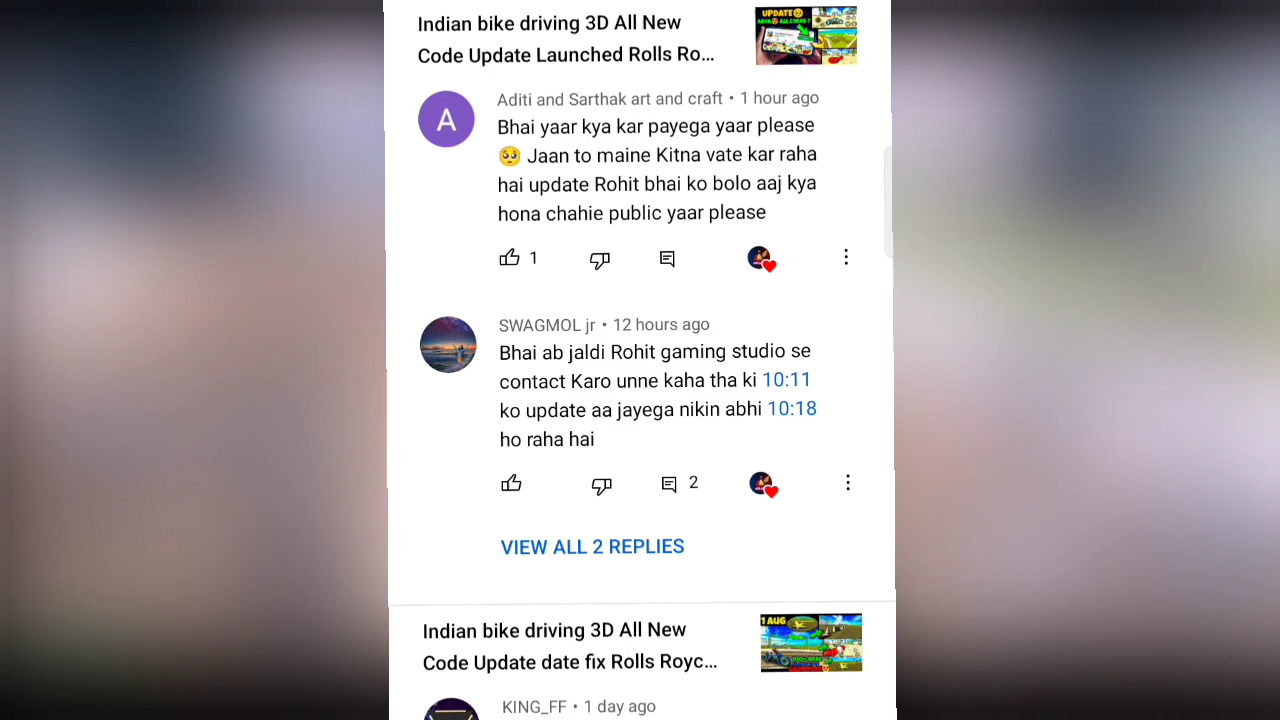 Indian bike driving 3D All New
Code Update Launched Rolls Ro...
UPDATE
Aditi and Sarthak art and craft • 1 hour ago
A
Bhai yaar kya kar payega yaar please
🥺 Jaan to maine Kitna vate kar raha
hai update Rohit bhai ko bolo aaj kya
hona chahie public yaar please
1
SWAGMOL jr • 12 hours ago
Bhai ab jaldi Rohit gaming studio se
contact Karo unne kaha tha ki 10:11
ko update aa jayega nikin abhi 10:18
ho raha hai
2
VIEW ALL 2 REPLIES
Indian bike driving 3D All New
Code Update date fix Rolls Royc...
1 AUG
KING_FF • 1 day ago